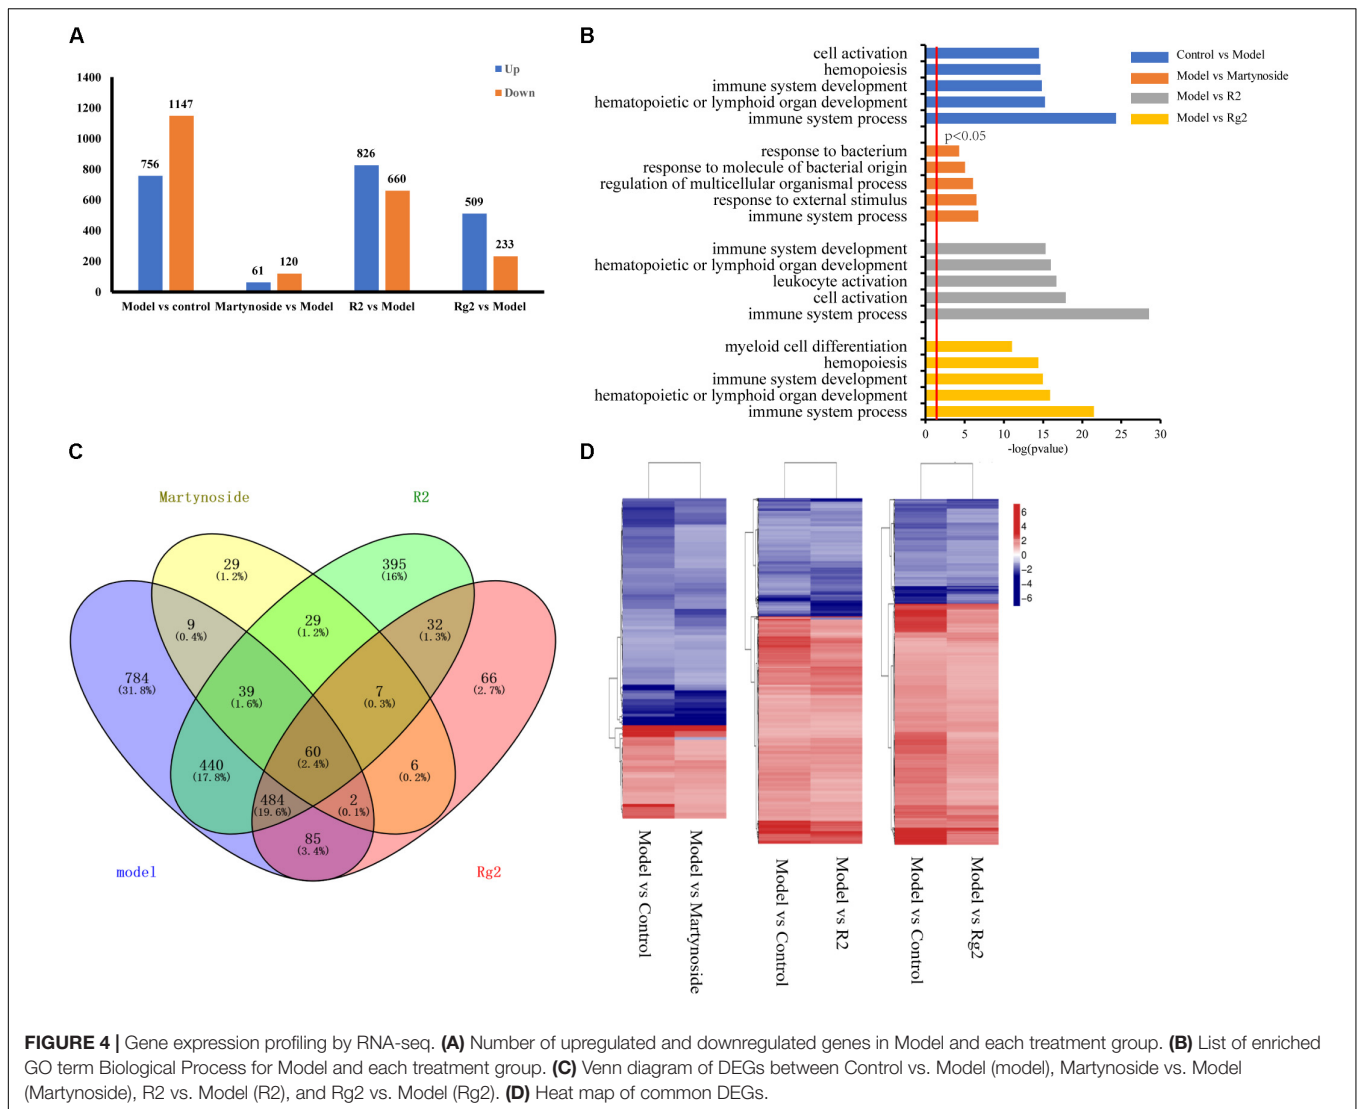 A
1400
1200
1000
800
600
400
200
0
756
1147
61
120
826
660
509
233
Up
Down
Model vs control
Martynoside vs Model
R2 vs Model
Rg2 vs Model
B
cell activation
hemopoiesis
immune system development
hematopoietic or lymphoid organ development
immune system process
p<0.05
response to bacterium
response to molecule of bacterial origin
regulation of multicellular organismal process
response to external stimulus
immune system process
immune system development
hematopoietic or lymphoid organ development
leukocyte activation
cell activation
immune system process
myeloid cell differentiation
hemopoiesis
immune system development
hematopoietic or lymphoid organ development
immune system process
0 5 10 15 20 25 30
-log(pvalue)
Control vs Model
Model vs Martynoside
Model vs R2
Model vs Rg2
C
Martynoside
R2
29
(1.2%)
395
(16%)
9
(0.4%)
29
(1.2%)
32
(1.3%)
784
(31.8%)
39
(1.6%)
7
(0.3%)
66
(2.7%)
440
(17.8%)
60
(2.4%)
6
(0.2%)
484
(19.6%)
2
(0.1%)
85
(3.4%)
model
Rg2
D
6
4
2
0
-2
-4
-6
Model vs Control
Model vs Martynoside
Model vs Control
Model vs R2
Model vs Control
Model vs Rg2
FIGURE 4 | Gene expression profiling by RNA-seq. (A) Number of upregulated and downregulated genes in Model and each treatment group. (B) List of enriched
GO term Biological Process for Model and each treatment group. (C) Venn diagram of DEGs between Control vs. Model (model), Martynoside vs. Model
(Martynoside), R2 vs. Model (R2), and Rg2 vs. Model (Rg2). (D) Heat map of common DEGs.